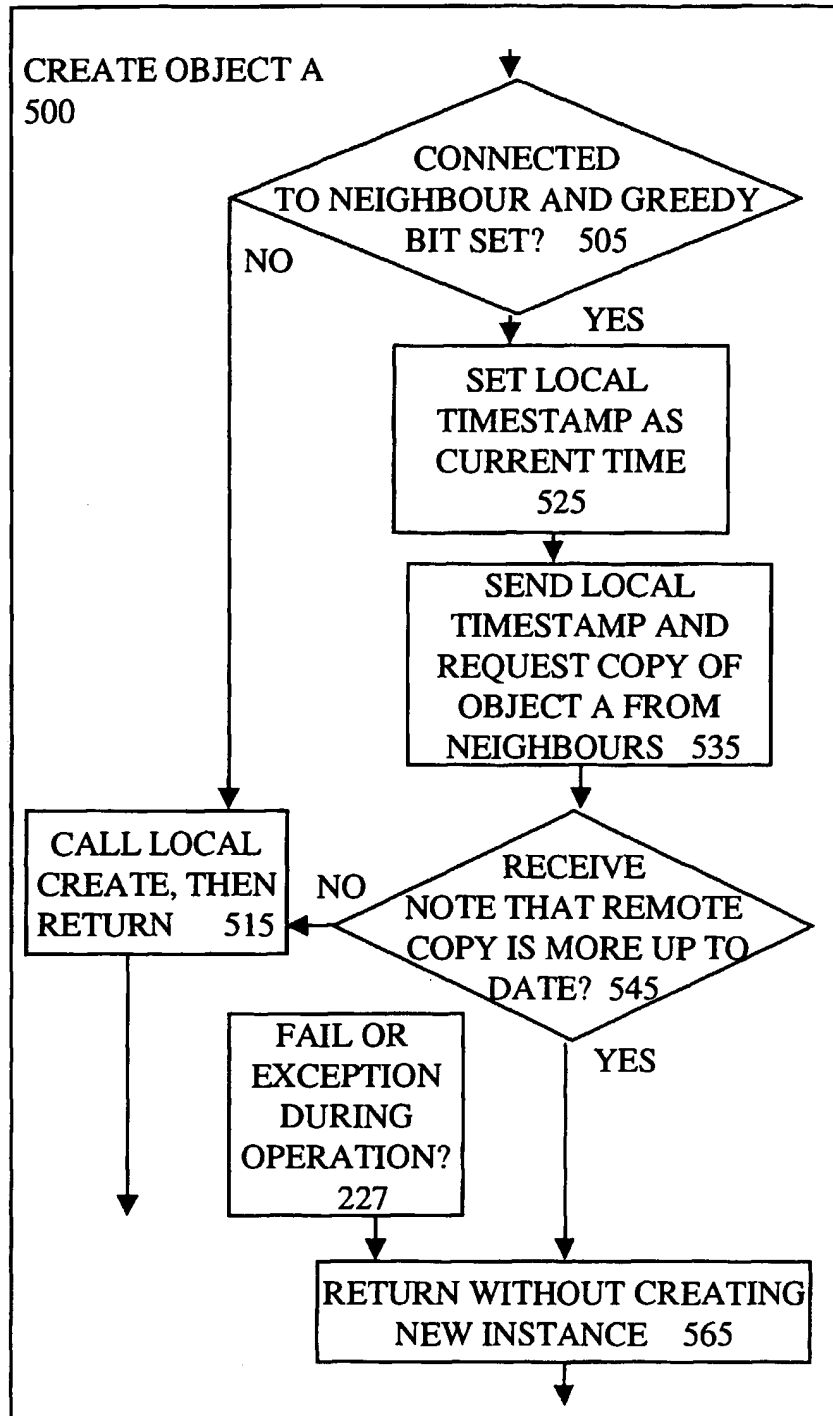 CREATE OBJECT A
500
CONNECTED
TO NEIGHBOUR AND GREEDY
BIT SET? 505
NO
YES
SET LOCAL
TIMESTAMP AS
CURRENT TIME
525
SEND LOCAL
TIMESTAMP AND
REQUEST COPY OF
OBJECT A FROM
NEIGHBOURS 535
CALL LOCAL
CREATE, THEN
RETURN 515
NO
RECEIVE
NOTE THAT REMOTE
COPY IS MORE UP TO
DATE? 545
YES
FAIL OR
EXCEPTION
DURING
OPERATION?
227
RETURN WITHOUT CREATING
NEW INSTANCE 565